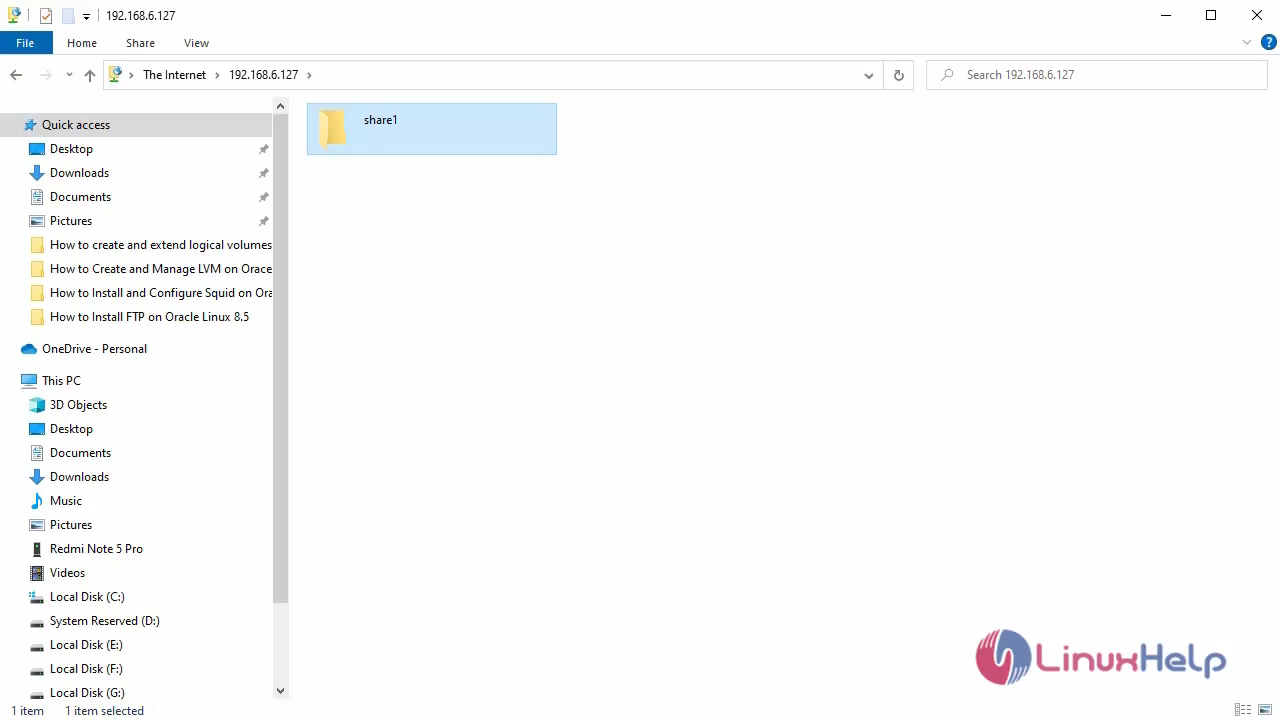 192.168.6.127
File Home Share View
The Internet 192.168.6.127
Search 192.168.6.127
Quick access
Desktop
Downloads
Documents
Pictures
How to create and extend logical volumes
How to Create and Manage LVM on Orace
How to Install and Configure Squid on Ora
How to Install FTP on Oracle Linux 8.5
OneDrive - Personal
This PC
3D Objects
Desktop
Documents
Downloads
Music
Pictures
Redmi Note 5 Pro
Videos
Local Disk (C:)
System Reserved (D:)
Local Disk (E:)
Local Disk (F:)
Local Disk (G:)
share1
LinuxHelp
1 item 1 item selected